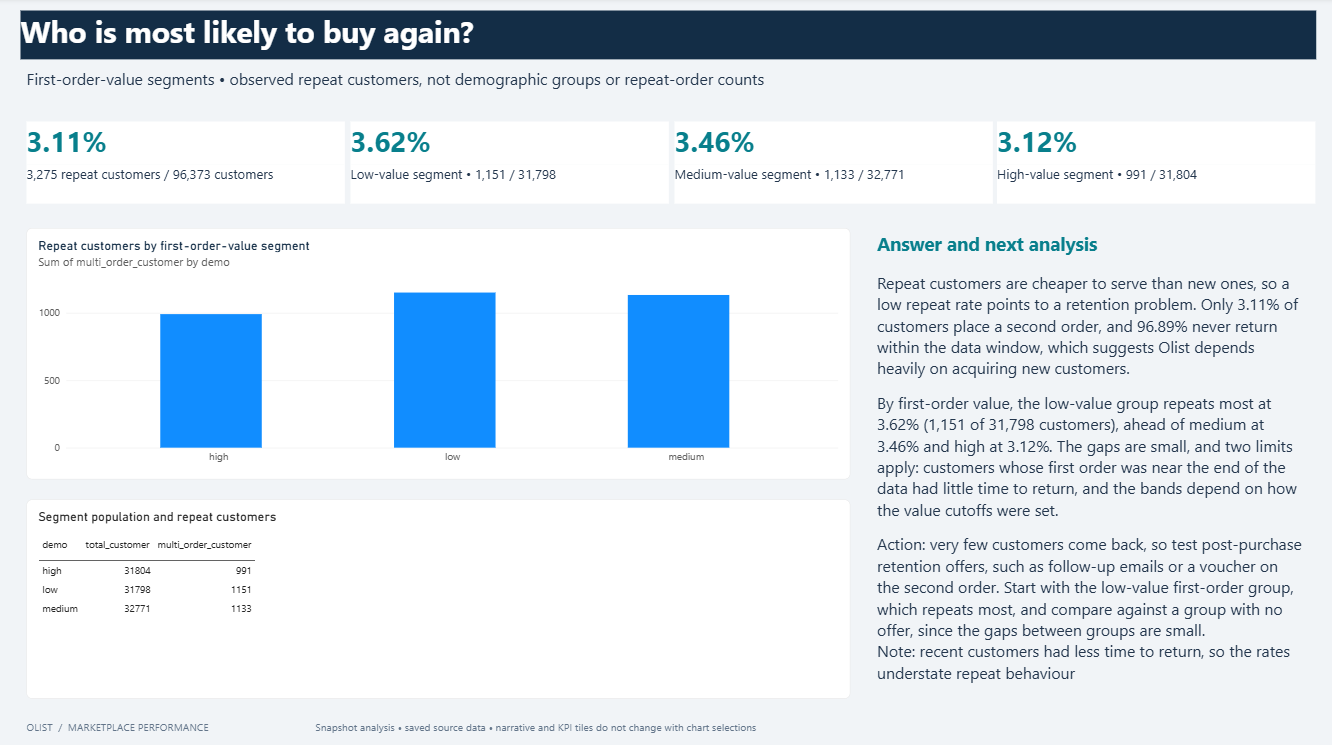 Who is most likely to buy again?
First-order-value segments • observed repeat customers, not demographic groups or repeat-order counts
3.11%
3,275 repeat customers / 96,373 customers
3.62%
Low-value segment • 1,151 / 31,798
3.46%
Medium-value segment • 1,133 / 32,771
3.12%
High-value segment • 991 / 31,804
Repeat customers by first-order-value segment
Sum of multi_order_customer by demo
1000
500
0
high
low
medium
Segment population and repeat customers
demo total_customer multi_order_customer
high 31804 991
low 31798 1151
medium 32771 1133
Answer and next analysis
Repeat customers are cheaper to serve than new ones, so a
low repeat rate points to a retention problem. Only 3.11% of
customers place a second order, and 96.89% never return
within the data window, which suggests Olist depends
heavily on acquiring new customers.
By first-order value, the low-value group repeats most at
3.62% (1,151 of 31,798 customers), ahead of medium at
3.46% and high at 3.12%. The gaps are small, and two limits
apply: customers whose first order was near the end of the
data had little time to return, and the bands depend on how
the value cutoffs were set.
Action: very few customers come back, so test post-purchase
retention offers, such as follow-up emails or a voucher on
the second order. Start with the low-value first-order group,
which repeats most, and compare against a group with no
offer, since the gaps between groups are small.
Note: recent customers had less time to return, so the rates
understate repeat behaviour
OLIST / MARKETPLACE PERFORMANCE
Snapshot analysis • saved source data • narrative and KPI tiles do not change with chart selections